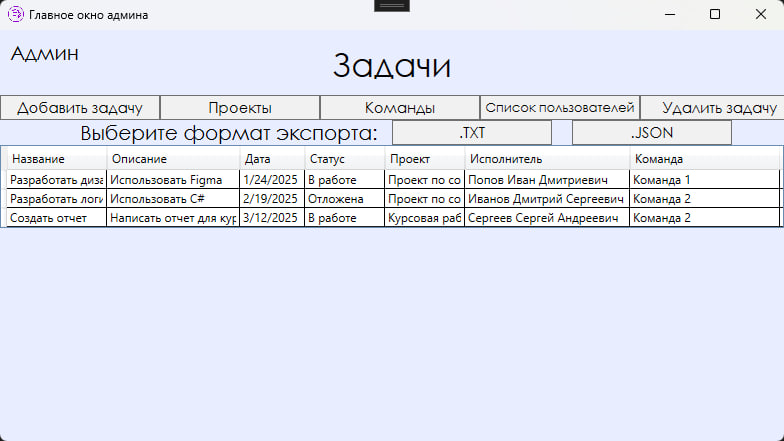 Главное окно админа
Админ
Задачи
Добавить задачу Проекты Команды Список пользователей Удалить задачу
Выберите формат экспорта: .TXT .JSON
Название Описание Дата Статус Проект Исполнитель Команда
Разработать диза Использовать Figma 1/24/2025 В работе Проект по со Попов Иван Дмитриевич Команда 1
Разработать логи Использовать C# 2/19/2025 Отложена Проект по со Иванов Дмитрий Сергеевич Команда 2
Создать отчет Написать отчет для кур 3/12/2025 В работе Курсовая раб Сергеев Сергей Андреевич Команда 2